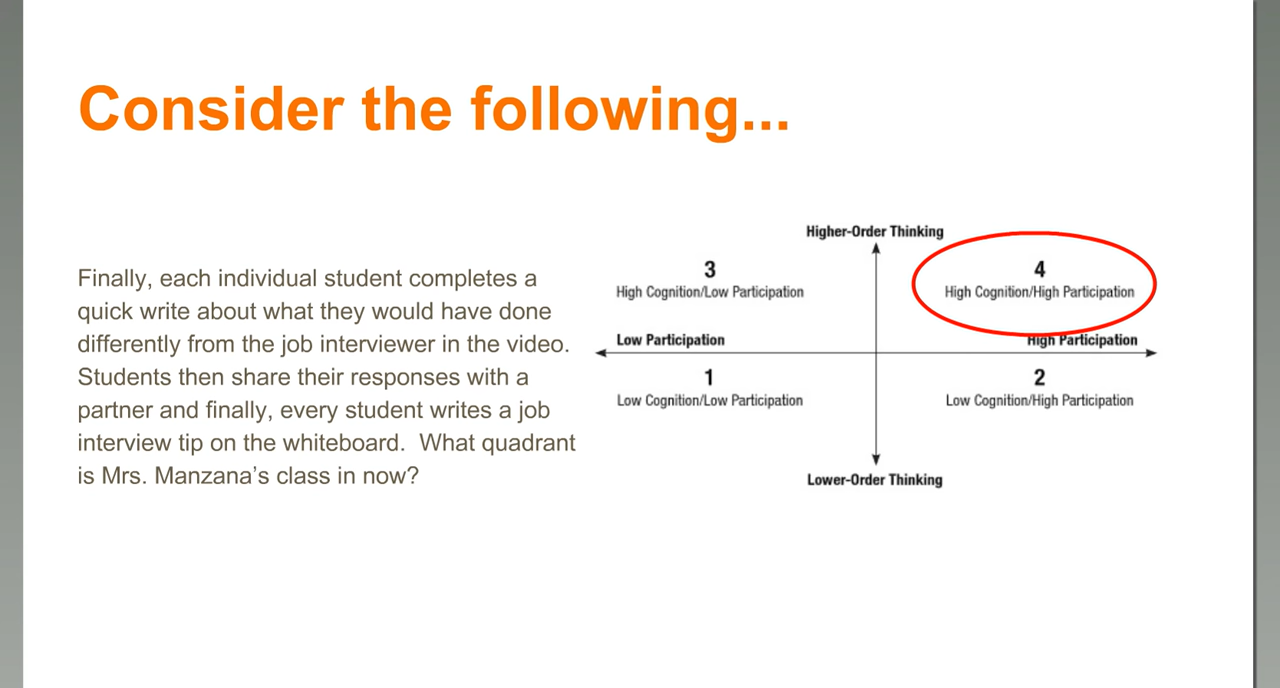 Consider the following...
Finally, each individual student completes a
quick write about what they would have done
differently from the job interviewer in the video.
Students then share their responses with a
partner and finally, every student writes a job
interview tip on the whiteboard.  What quadrant
is Mrs. Manzana’s class in now?
Higher-Order Thinking
3
High Cognition/Low Participation
4
High Cognition/High Participation
Low Participation
High Participation
1
Low Cognition/Low Participation
2
Low Cognition/High Participation
Lower-Order Thinking